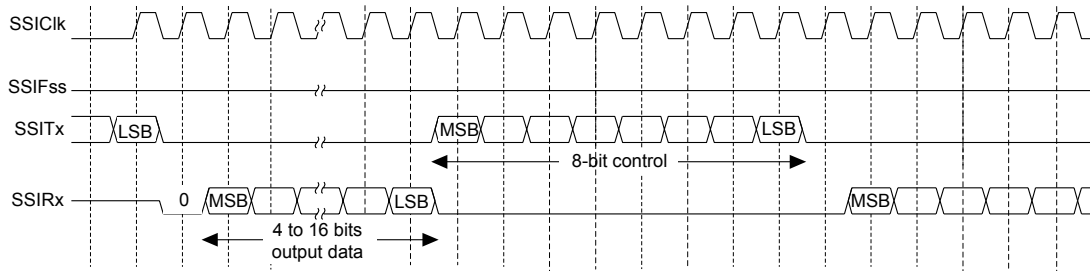 SSIClk
SSIFss
SSITx
LSB
MSB
LSB
8-bit control
SSIRx
0
MSB
LSB
MSB
4 to 16 bits
output data